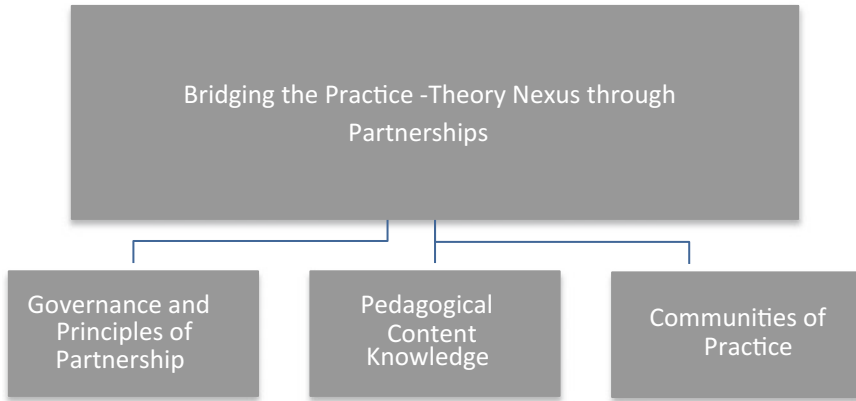 Bridging the Practice -Theory Nexus through
Partnerships
Governance and
Principles of
Partnership
Pedagogical
Content
Knowledge
Communities of
Practice